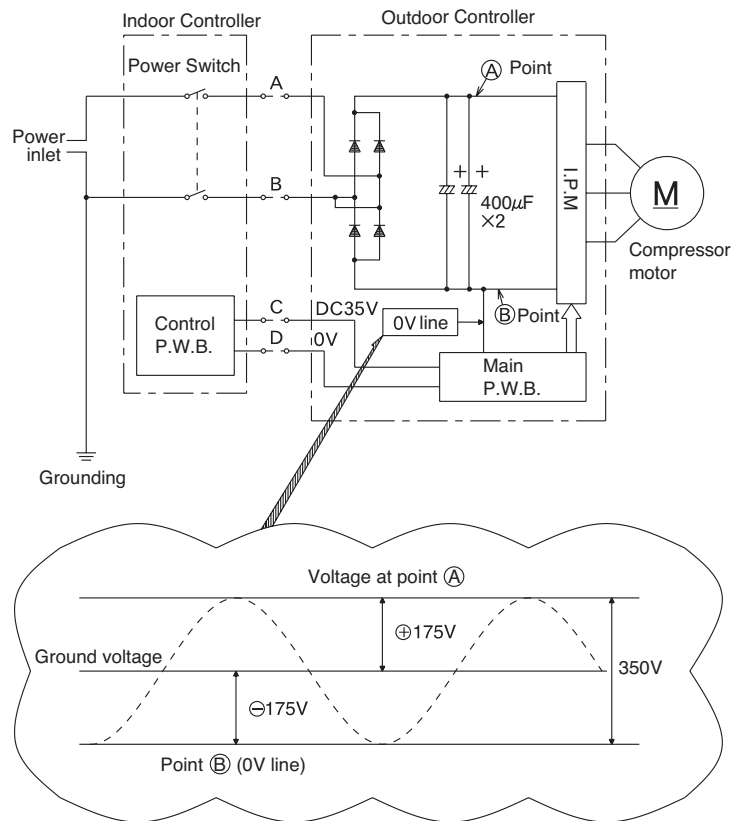 Indoor Controller
Outdoor Controller
Power Switch
A
Ⓐ Point
Power
inlet
B
+ +
400μF
×2
I.P.M
M
Compressor
motor
C
DC35V
Control
P.W.B.
D
0V
0V line
Ⓑ Point
Main
P.W.B.
Grounding
Voltage at point Ⓐ
⊕175V
Ground voltage
350V
⊖175V
Point Ⓑ (0V line)